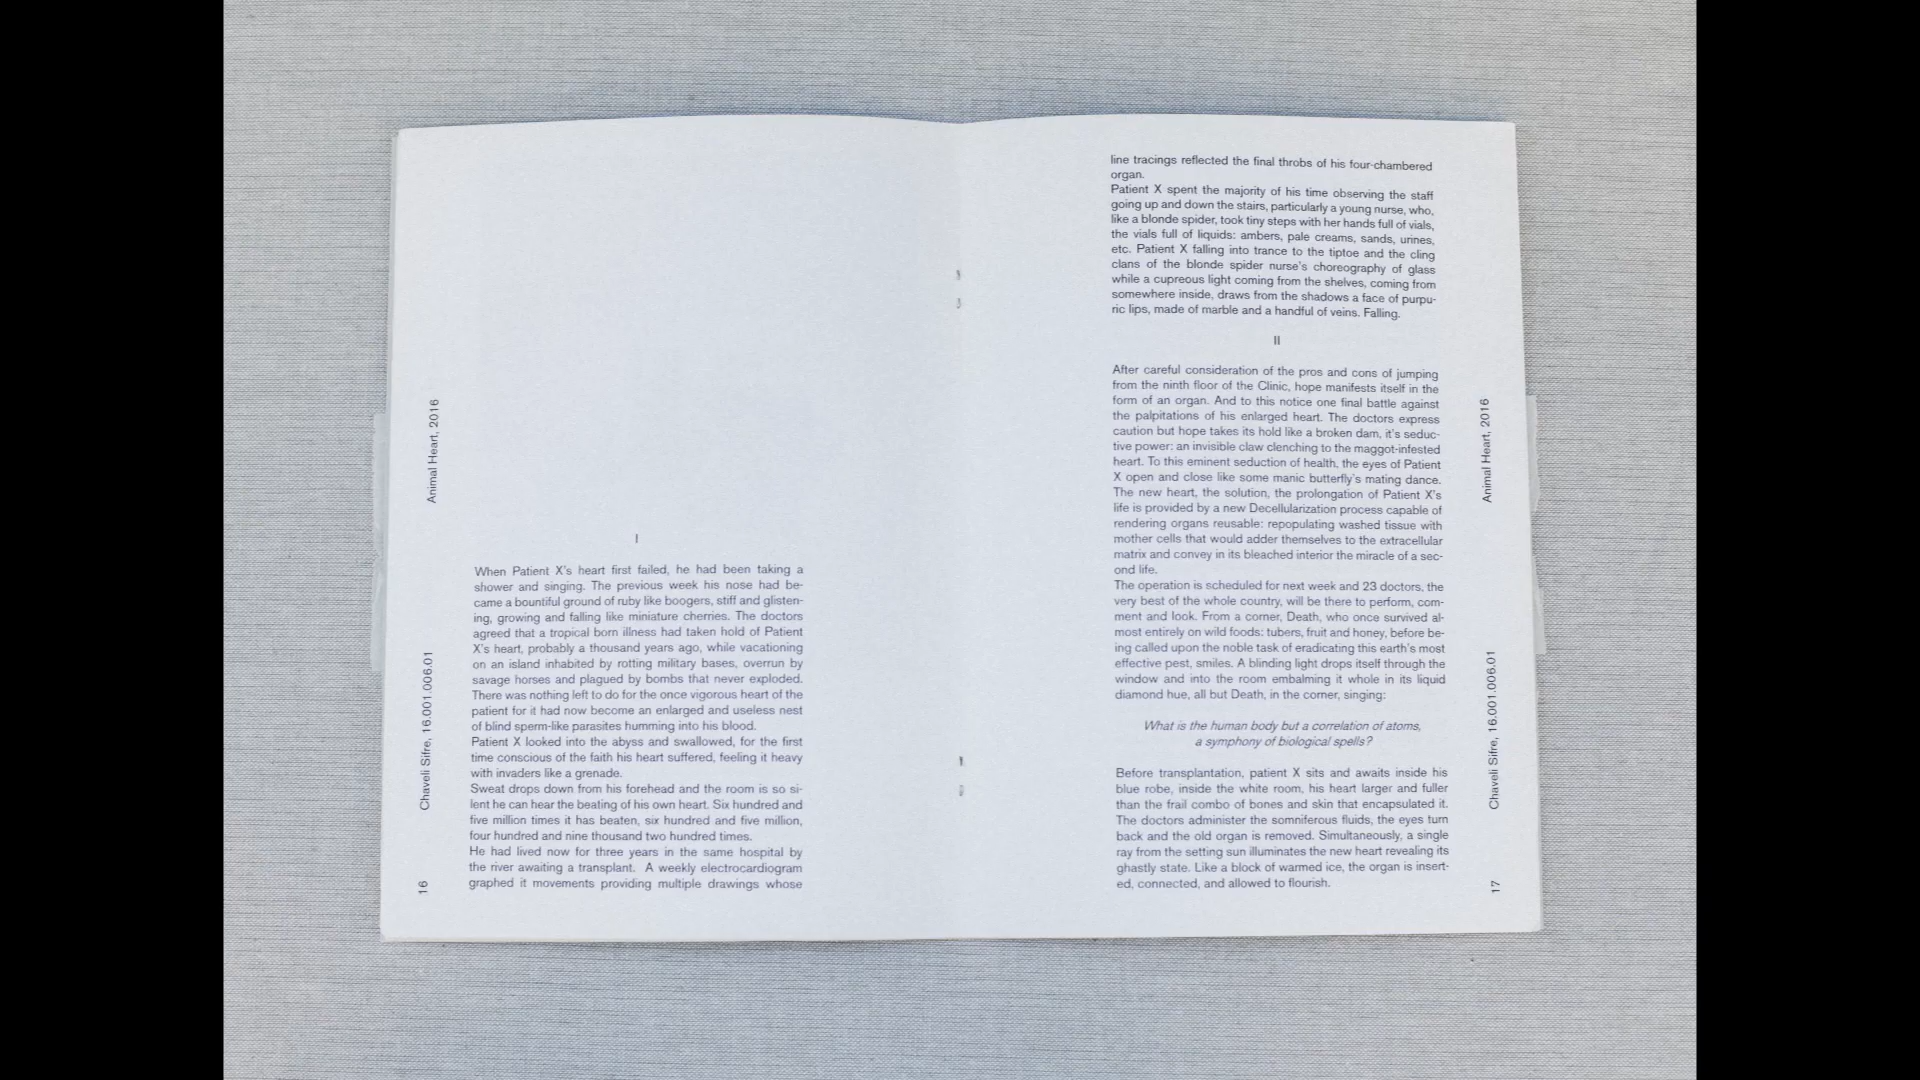 Animal Heart, 2016
Chaveli Sifre, 16.001.006.01
16
I
When Patient X's heart first failed, he had been taking a
shower and singing. The previous week his nose had be-
came a bountiful ground of ruby like boogers, stiff and glisten-
ing, growing and falling like miniature cherries. The doctors
agreed that a tropical born illness had taken hold of Patient
X's heart, probably a thousand years ago, while vacationing
on an island inhabited by rotting military bases, overrun by
savage horses and plagued by bombs that never exploded.
There was nothing left to do for the once vigorous heart of the
patient for it had now become an enlarged and useless nest
of blind sperm-like parasites humming into his blood.
Patient X looked into the abyss and swallowed, for the first
time conscious of the faith his heart suffered, feeling it heavy
with invaders like a grenade.
Sweat drops down from his forehead and the room is so si-
lent he can hear the beating of his own heart. Six hundred and
five million times it has beaten, six hundred and five million,
four hundred and nine thousand two hundred times.
He had lived now for three years in the same hospital by
the river awaiting a transplant. A weekly electrocardiogram
graphed it movements providing multiple drawings whose
line tracings reflected the final throbs of his four-chambered
organ.
Patient X spent the majority of his time observing the staff
going up and down the stairs, particularly a young nurse, who,
like a blonde spider, took tiny steps with her hands full of vials,
the vials full of liquids: ambers, pale creams, sands, urines,
etc. Patient X falling into trance to the tiptoe and the cling
clans of the blonde spider nurse's choreography of glass
while a cupreous light coming from the shelves, coming from
somewhere inside, draws from the shadows a face of purpu-
ric lips, made of marble and a handful of veins. Falling.
II
After careful consideration of the pros and cons of jumping
from the ninth floor of the Clinic, hope manifests itself in the
form of an organ. And to this notice one final battle against
the palpitations of his enlarged heart. The doctors express
caution but hope takes its hold like a broken dam, it's seduc-
tive power: an invisible claw clenching to the maggot-infested
heart. To this eminent seduction of health, the eyes of Patient
X open and close like some manic butterfly's mating dance.
The new heart, the solution, the prolongation of Patient X's
life is provided by a new Decellularization process capable of
rendering organs reusable: repopulating washed tissue with
mother cells that would adder themselves to the extracellular
matrix and convey in its bleached interior the miracle of a sec-
ond life.
The operation is scheduled for next week and 23 doctors, the
very best of the whole country, will be there to perform, com-
ment and look. From a corner, Death, who once survived al-
most entirely on wild foods: tubers, fruit and honey, before be-
ing called upon the noble task of eradicating this earth's most
effective pest, smiles. A blinding light drops itself through the
window and into the room embalming it whole in its liquid
diamond hue, all but Death, in the corner, singing:
What is the human body but a correlation of atoms,
a symphony of biological spells?
Before transplantation, patient X sits and awaits inside his
blue robe, inside the white room, his heart larger and fuller
than the frail combo of bones and skin that encapsulated it.
The doctors administer the somniferous fluids, the eyes turn
back and the old organ is removed. Simultaneously, a single
ray from the setting sun illuminates the new heart revealing its
ghastly state. Like a block of warmed ice, the organ is insert-
ed, connected, and allowed to flourish.
Animal Heart, 2016
Chaveli Sifre, 16.001.006.01
17